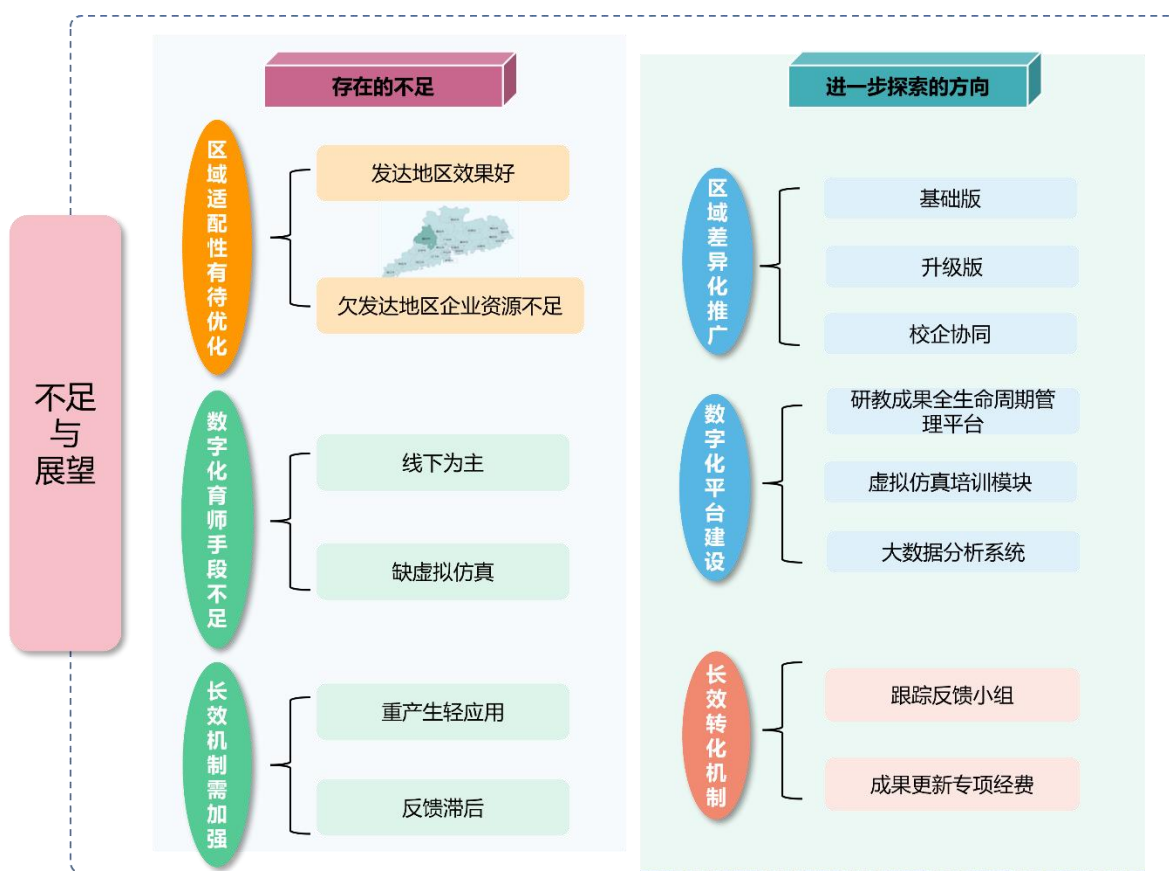 不足
与
展望
存在的不足
区域适配性有待优化
发达地区效果好
欠发达地区企业资源不足
数字化育师手段不足
线下为主
缺虚拟仿真
长效机制需加强
重产生轻应用
反馈滞后
进一步探索的方向
区域差异化推广
基础版
升级版
校企协同
数字化平台建设
研教成果全生命周期管
理平台
虚拟仿真培训模块
大数据分析系统
长效转化机制
跟踪反馈小组
成果更新专项经费